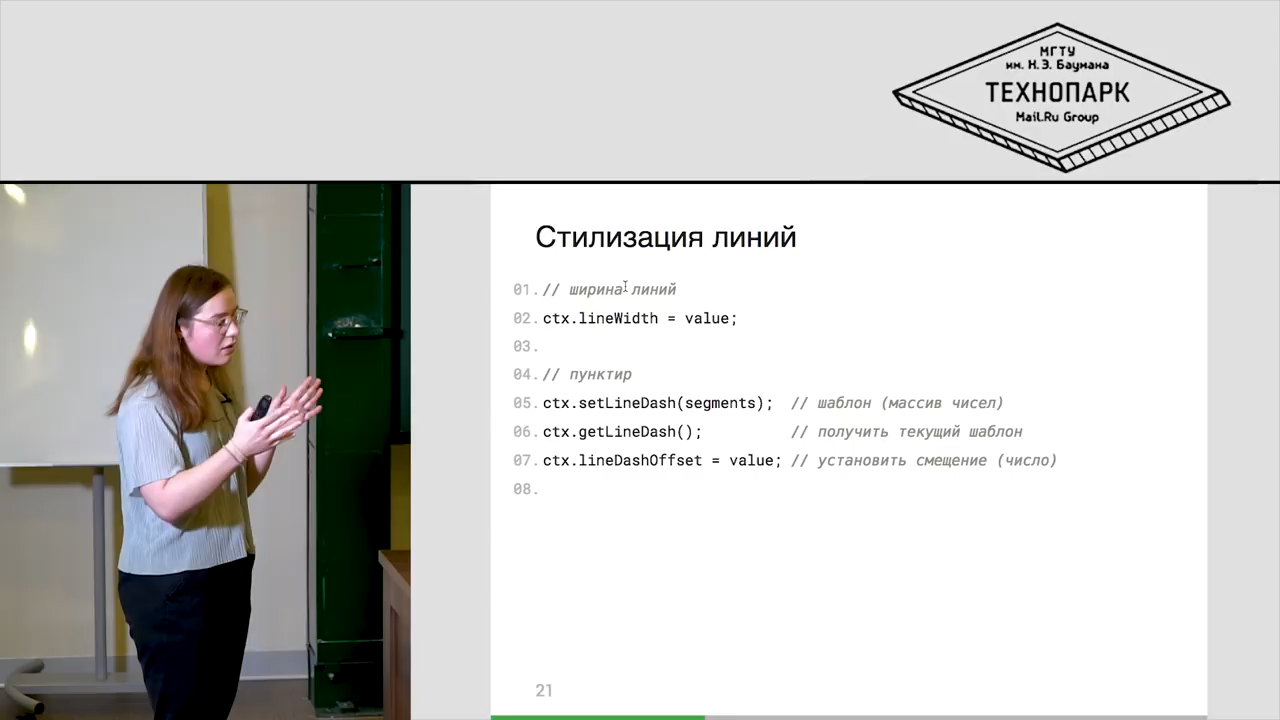 МГТУ
им. Н.Э. Баумана
ТЕХНОПАРК
Mail.Ru Group
Стилизация линий
01. // ширина линий
02. ctx.lineWidth = value;
03.
04. // пунктир
05. ctx.setLineDash(segments); // шаблон (массив чисел)
06. ctx.getLineDash(); // получить текущий шаблон
07. ctx.lineDashOffset = value; // установить смещение (число)
08.
21